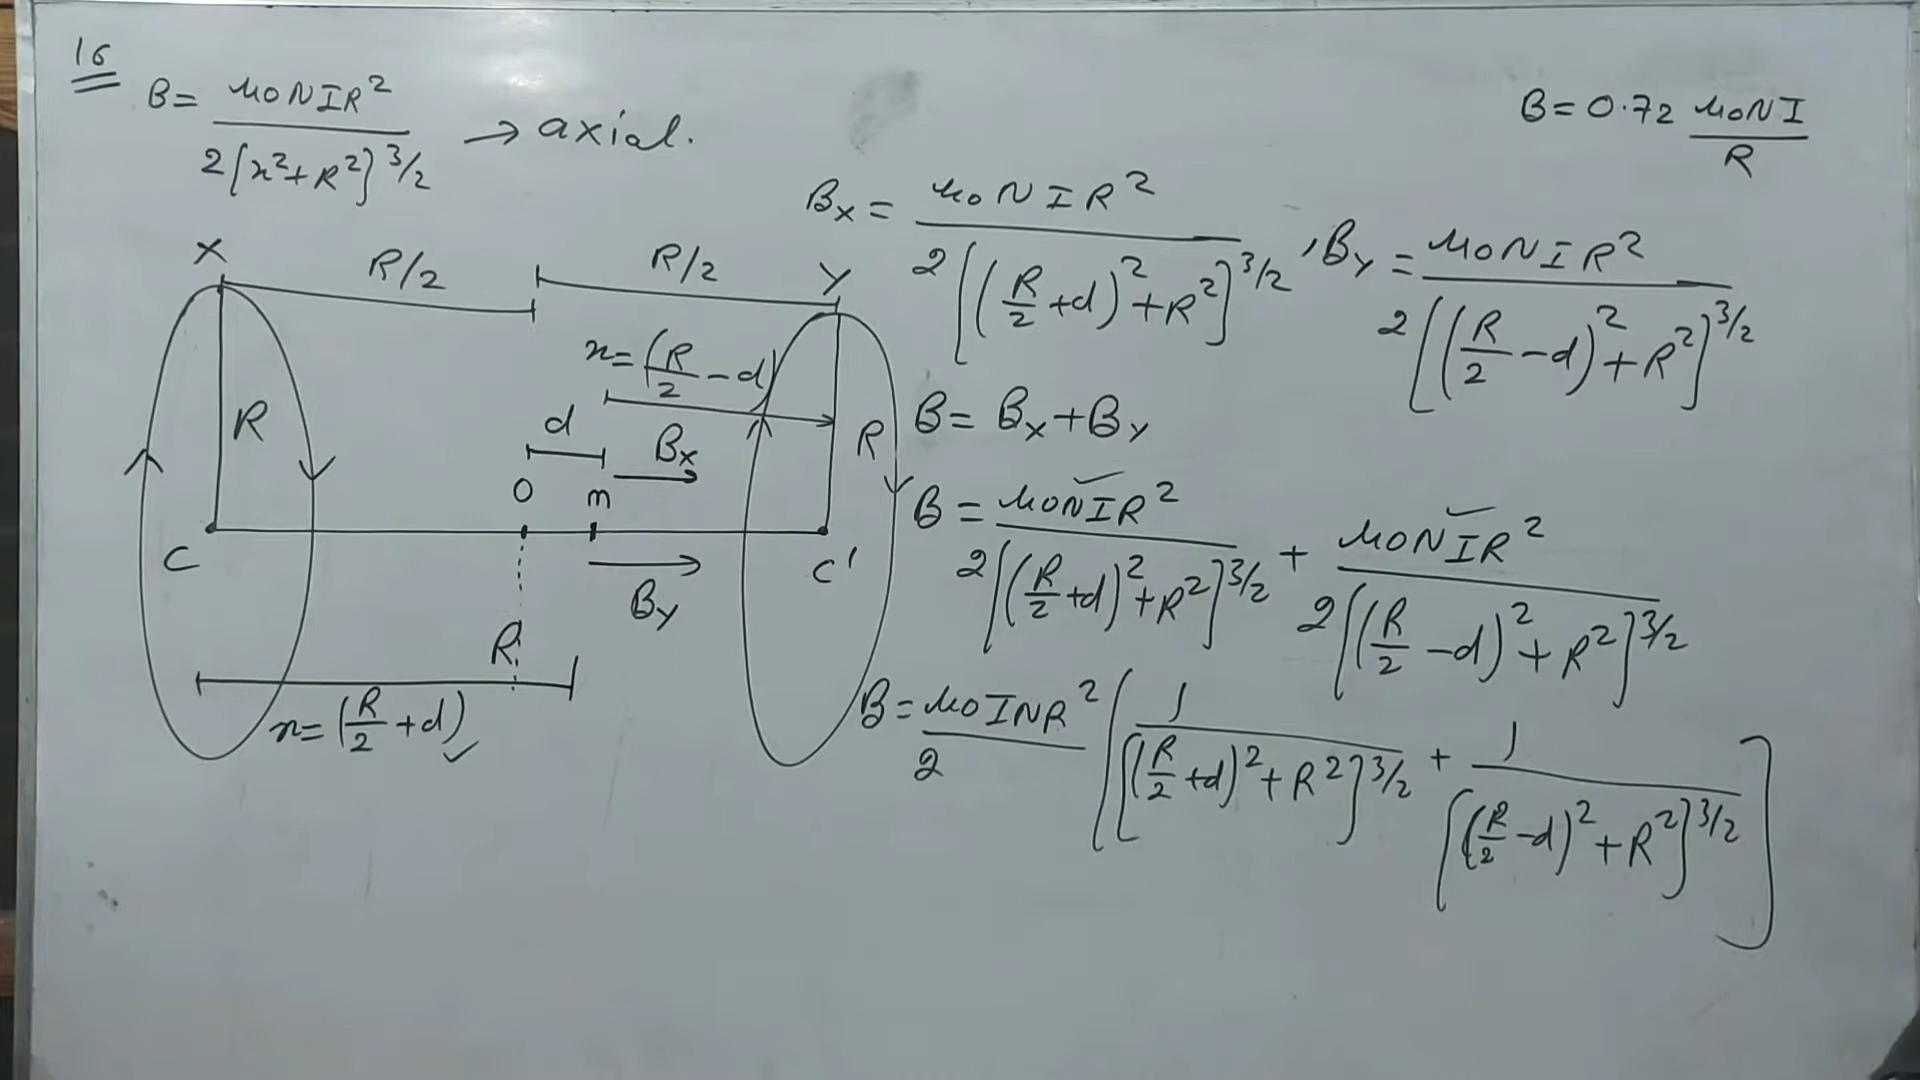 16
B = μ0NIR² / 2[x²+R²]^3/2 → axial.
B = 0.72 μ0NI / R
Bx = μ0NIR² / 2[(R/2 +d)² + R²]^3/2 , By = μ0NIR² / 2[(R/2 -d)² + R²]^3/2
X R/2 R/2 Y
x = (R/2 - d)
R d Bx R
O m
C C'
By
R
x = (R/2 + d) ✓
B = Bx + By
B = μ0NIR² / 2[(R/2 +d)² + R²]^3/2 + μ0NIR² / 2[(R/2 -d)² + R²]^3/2
B = μ0INR² / 2 [ 1 / [(R/2 +d)² + R²]^3/2 + 1 / [(R/2 -d)² + R²]^3/2 ]